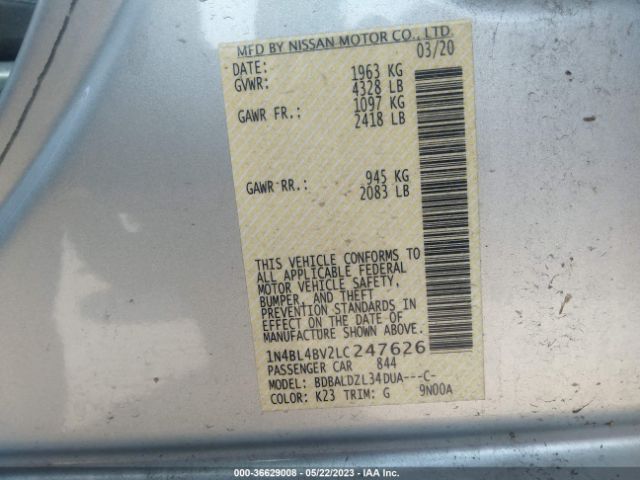 MFD BY NISSAN MOTOR CO., LTD.
DATE: 03/20
GVWR: 1963 KG
4328 LB
GAWR FR.: 1097 KG
2418 LB
GAWR RR.: 945 KG
2083 LB
THIS VEHICLE CONFORMS TO
ALL APPLICABLE FEDERAL
MOTOR VEHICLE SAFETY,
BUMPER, AND THEFT
PREVENTION STANDARDS IN
EFFECT ON THE DATE OF
MANUFACTURE SHOWN ABOVE.
1N4BL4BV2LC247626
PASSENGER CAR 844
MODEL: BDBALDZL34DUA---C-
COLOR: K23 TRIM: G 9N00A
000-36629008 - 05/22/2023 - IAA Inc.